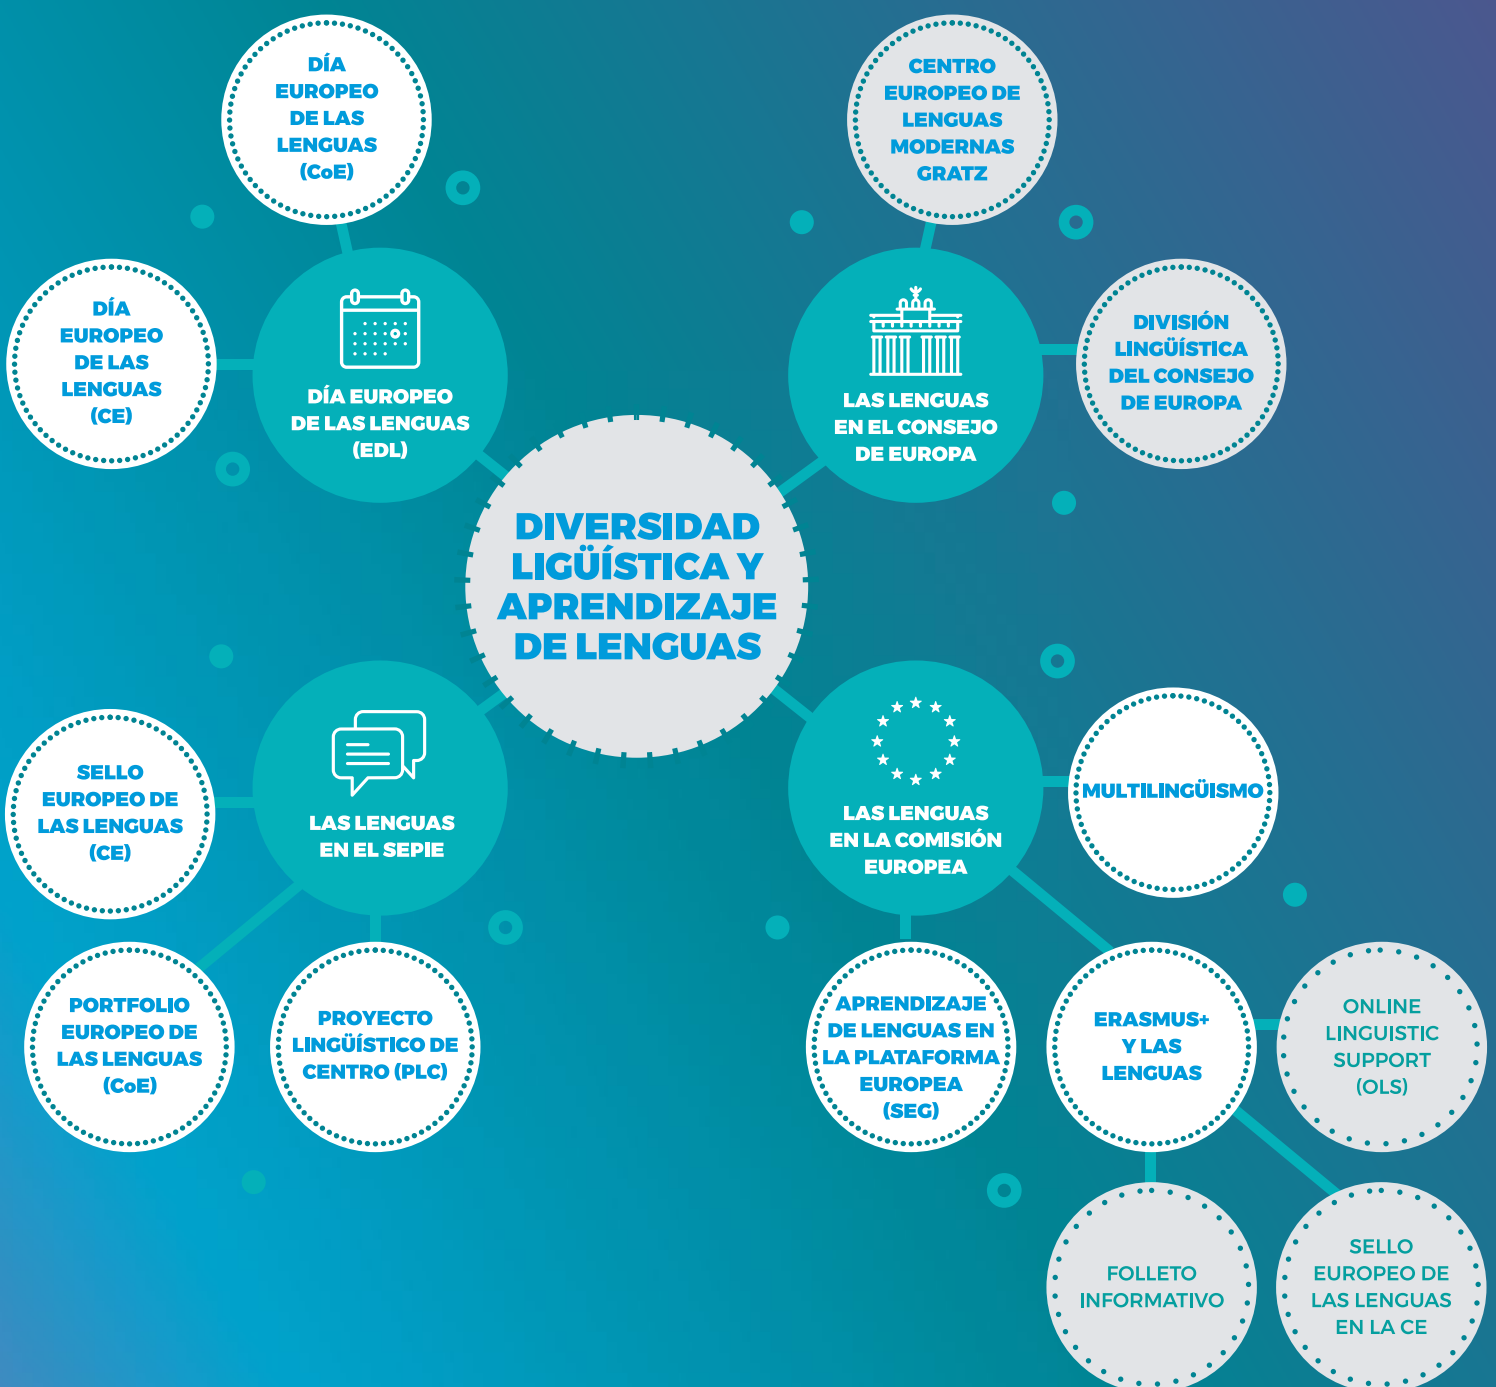 DÍA
EUROPEO
DE LAS
LENGUAS
(CoE)
DÍA
EUROPEO
DE LAS
LENGUAS
(CE)
DÍA EUROPEO
DE LAS LENGUAS
(EDL)
CENTRO
EUROPEO DE
LENGUAS
MODERNAS
GRATZ
LAS LENGUAS
EN EL CONSEJO
DE EUROPA
DIVISIÓN
LINGÜÍSTICA
DEL CONSEJO
DE EUROPA
DIVERSIDAD
LIGÜÍSTICA Y
APRENDIZAJE
DE LENGUAS
SELLO
EUROPEO DE
LAS LENGUAS
(CE)
LAS LENGUAS
EN EL SEPIE
PORTFOLIO
EUROPEO DE
LAS LENGUAS
(CoE)
PROYECTO
LINGÜÍSTICO DE
CENTRO (PLC)
LAS LENGUAS
EN LA COMISIÓN
EUROPEA
MULTILINGÜISMO
APRENDIZAJE
DE LENGUAS EN
LA PLATAFORMA
EUROPEA
(SEG)
ERASMUS+
Y LAS
LENGUAS
ONLINE
LINGUISTIC
SUPPORT
(OLS)
FOLLETO
INFORMATIVO
SELLO
EUROPEO DE
LAS LENGUAS
EN LA CE